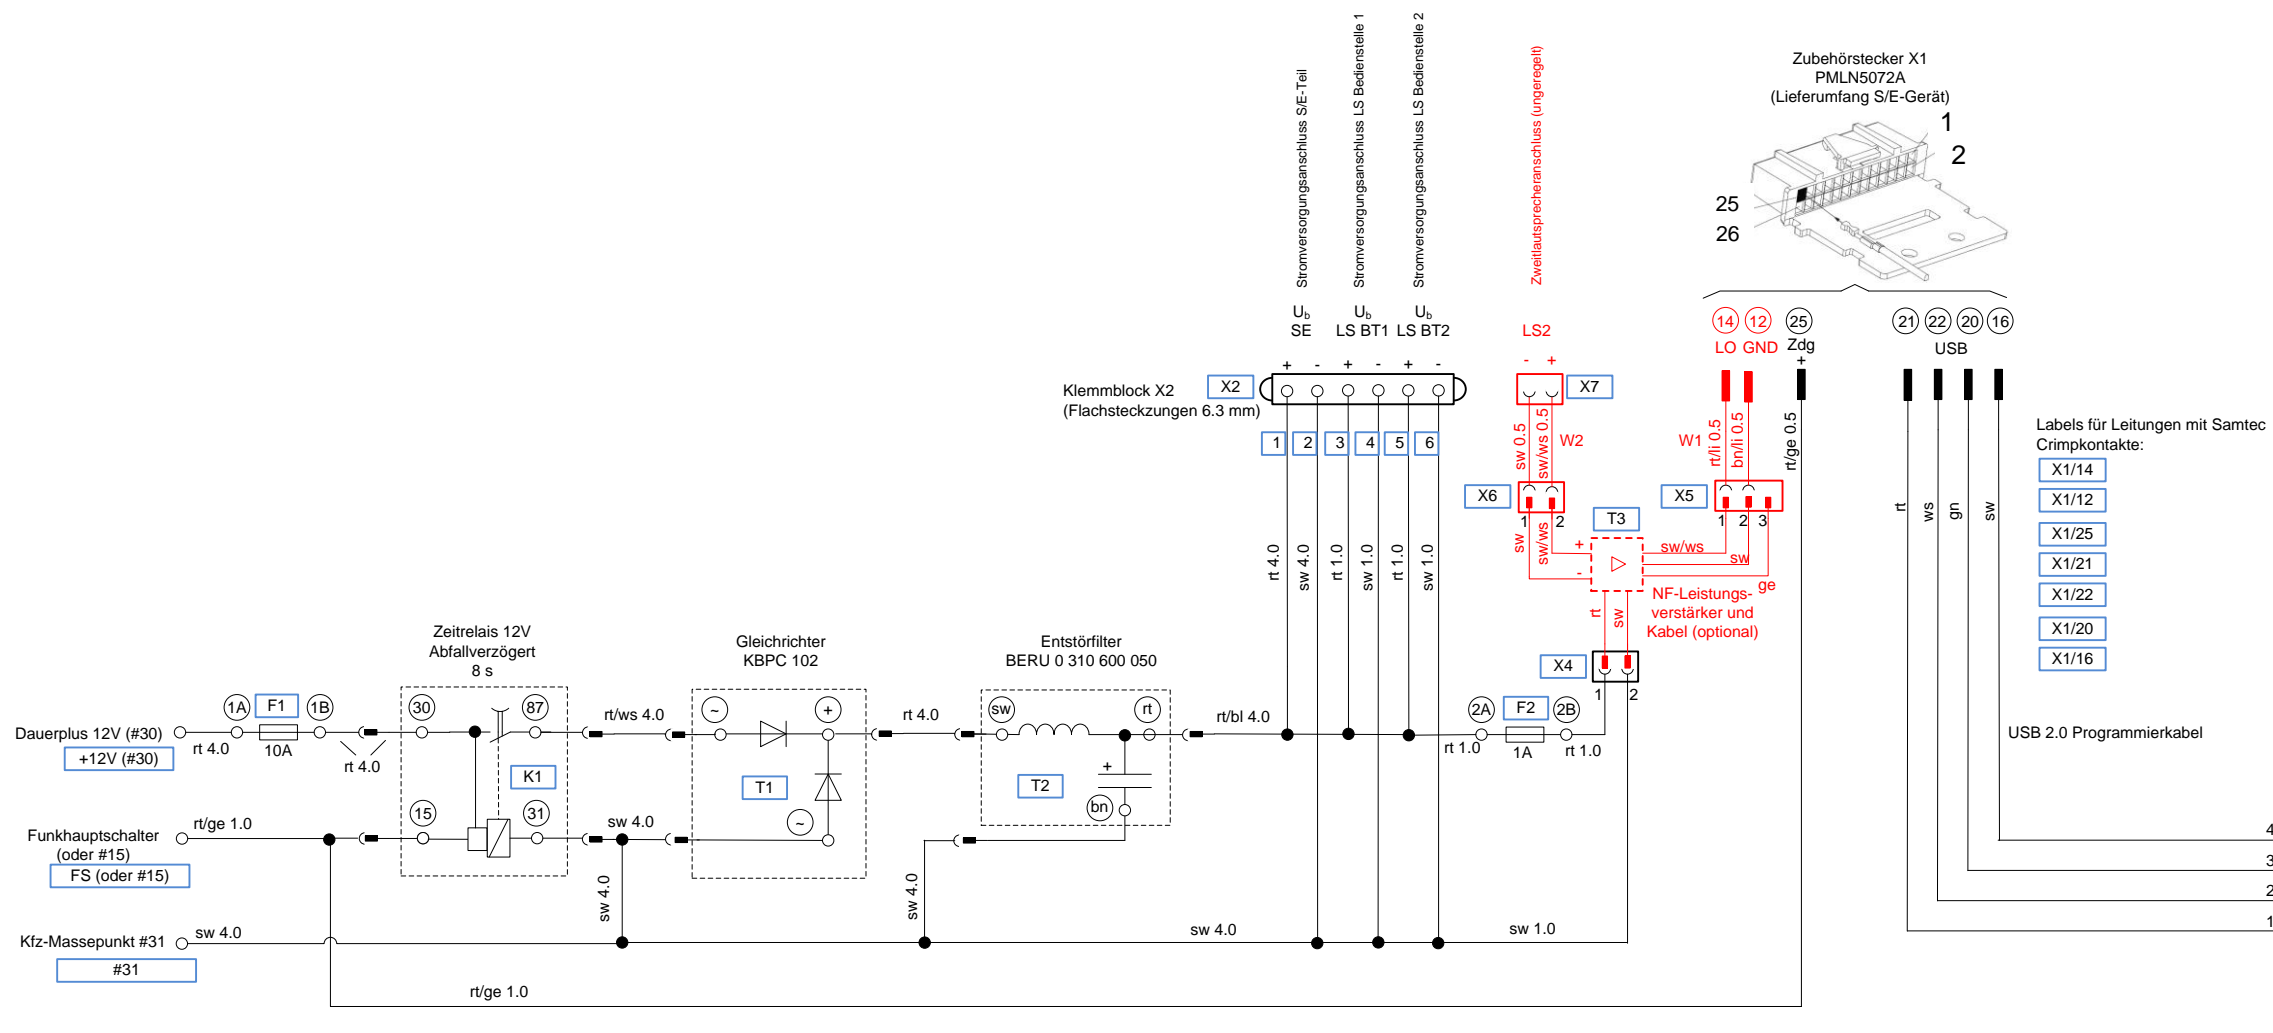 Stromversorgungsanschluss S/E-Teil
Stromversorgungsanschluss LS Bedienstelle 1
Stromversorgungsanschluss LS Bedienstelle 2
Zweitlautsprecheranschluss (ungeregelt)
Zubehörstecker X1
PMLN5072A
(Lieferumfang S/E-Gerät)
1
2
25
26
Ub
SE
Ub
LS BT1
Ub
LS BT2
LS2
14
12
25
21
22
20
16
LO
GND
Zdg
USB
+
+
-
+
-
+
-
-
+
Klemmblock X2
(Flachsteckzungen 6.3 mm)
X2
X7
1
2
3
4
5
6
sw 0.5
sw/ws 0.5
W2
W1
rt/li 0.5
bn/li 0.5
rt/ge 0.5
Labels für Leitungen mit Samtec
Crimpkontakte:
X1/14
X1/12
X1/25
X1/21
X1/22
X1/20
X1/16
X6
X5
1
2
1
2
3
T3
rt
ws
gn
sw
rt 4.0
sw 4.0
rt 1.0
sw 1.0
rt 1.0
sw 1.0
sw
sw/ws
+
-
sw/ws
sw
ge
NF-Leistungs-
verstärker und
Kabel (optional)
rt
sw
X4
1
2
Zeitrelais 12V
Abfallverzögert
8 s
Gleichrichter
KBPC 102
Entstörfilter
BERU 0 310 600 050
Dauerplus 12V (#30)
+12V (#30)
1A
F1
1B
rt 4.0
10A
rt 4.0
30
87
K1
15
31
rt/ws 4.0
~
+
T1
~
rt 4.0
sw
rt
+
T2
bn
rt/bl 4.0
2A
F2
2B
rt 1.0
1A
rt 1.0
USB 2.0 Programmierkabel
Funkhauptschalter
(oder #15)
FS (oder #15)
rt/ge 1.0
sw 4.0
sw 4.0
sw 4.0
4
3
2
1
Kfz-Massepunkt #31
#31
sw 4.0
sw 4.0
sw 1.0
rt/ge 1.0